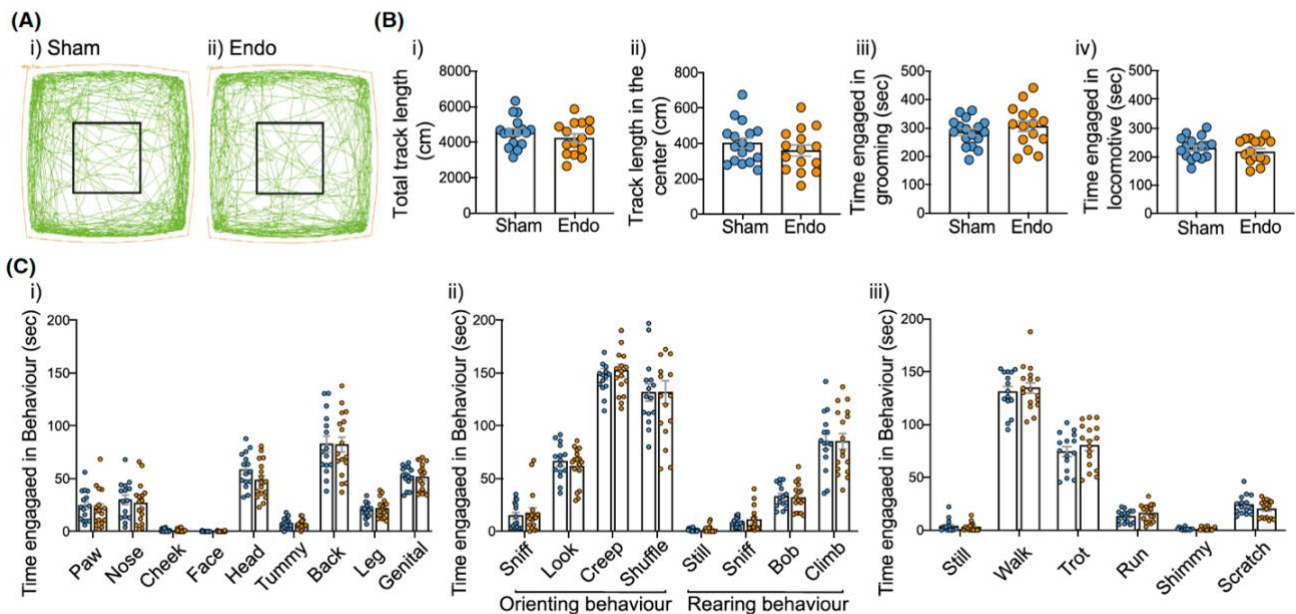 (A)
i) Sham
ii) Endo
(B)
i)
Total track length
(cm)
8000
6000
4000
2000
0
Sham
Endo
ii)
Track length in the
center (cm)
800
600
400
200
0
Sham
Endo
iii)
Time engaged in
grooming (sec)
500
400
300
200
100
0
Sham
Endo
iv)
Time engaged in
locomotive (sec)
500
400
300
200
100
0
Sham
Endo
(C)
i)
Time engagaed in Behaviour (sec)
200
150
100
50
0
Paw
Nose
Cheek
Face
Head
Tummy
Back
Leg
Genital
ii)
Time engaged in Behaviour (sec)
200
150
100
50
0
Sniff
Look
Creep
Shuffle
Still
Sniff
Bob
Climb
Orienting behaviour
Rearing behaviour
iii)
Time engaged in Behaviour (sec)
200
150
100
50
0
Still
Walk
Trot
Run
Shimmy
Scratch